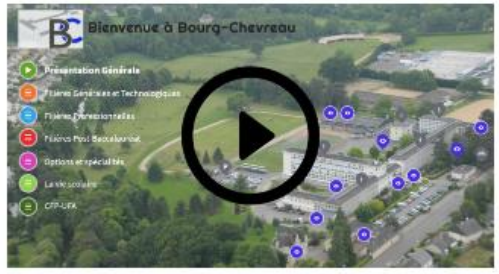 BC Bienvenue à Bourg-Chevreau
Présentation Générale
Filières Générales et Technologiques
Filières Professionnelles
Filières Post Baccalauréat
Options et spécialités
La vie scolaire
CFP-UFA